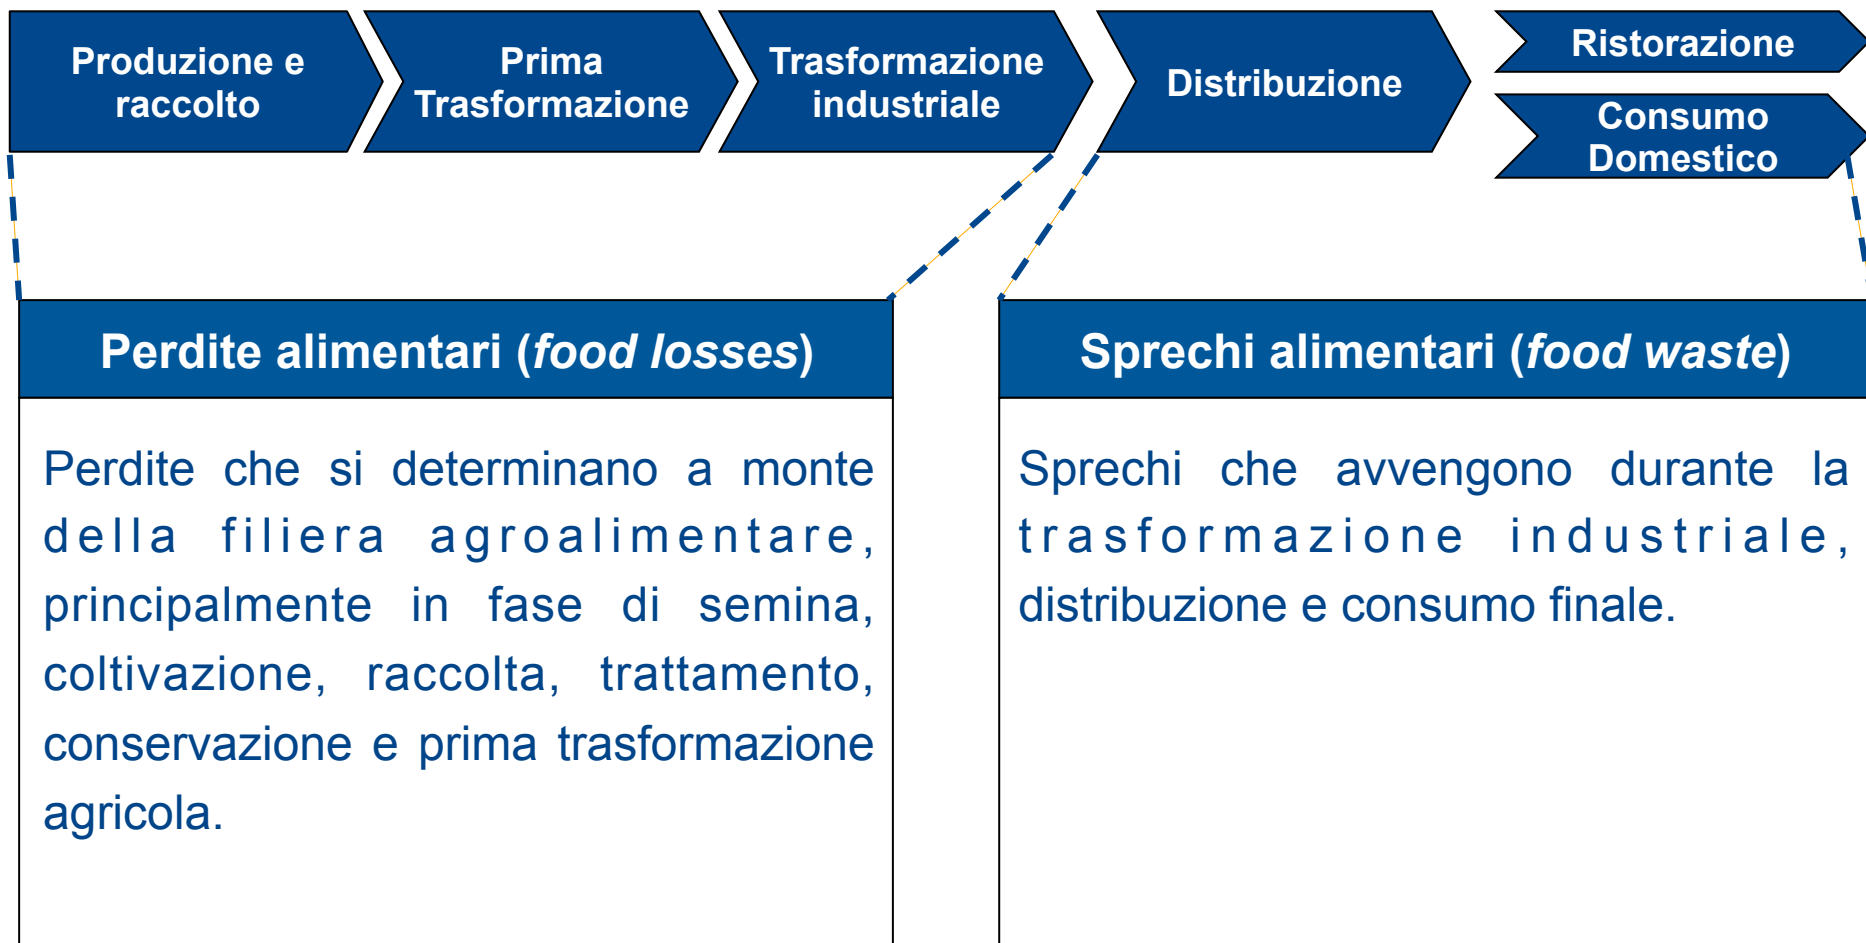 Produzione e
raccolto
Prima
Trasformazione
Trasformazione
industriale
Distribuzione
Ristorazione
Consumo
Domestico
Perdite alimentari (food losses)
Perdite che si determinano a monte
della filiera agroalimentare,
principalmente in fase di semina,
coltivazione, raccolta, trattamento,
conservazione e prima trasformazione
agricola.
Sprechi alimentari (food waste)
Sprechi che avvengono durante la
trasformazione industriale,
distribuzione e consumo finale.